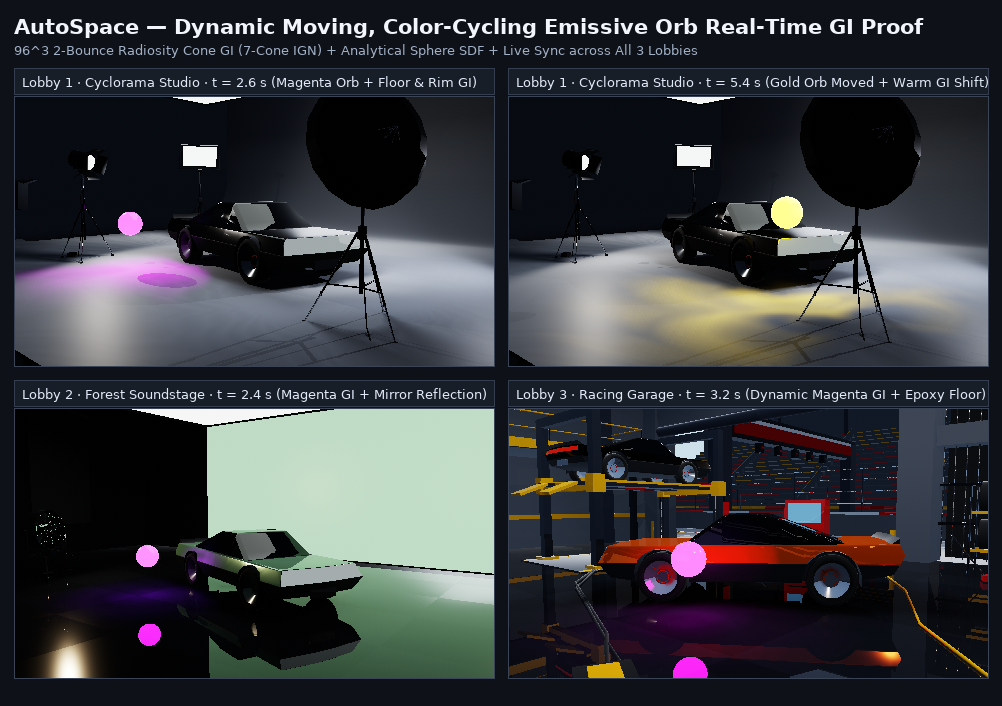 AutoSpace — Dynamic Moving, Color-Cycling Emissive Orb Real-Time GI Proof
96^3 2-Bounce Radiosity Cone GI (7-Cone IGN) + Analytical Sphere SDF + Live Sync across All 3 Lobbies
Lobby 1 · Cyclorama Studio · t = 2.6 s (Magenta Orb + Floor & Rim GI)
Lobby 1 · Cyclorama Studio · t = 5.4 s (Gold Orb Moved + Warm GI Shift)
Lobby 2 · Forest Soundstage · t = 2.4 s (Magenta GI + Mirror Reflection)
Lobby 3 · Racing Garage · t = 3.2 s (Dynamic Magenta GI + Epoxy Floor)